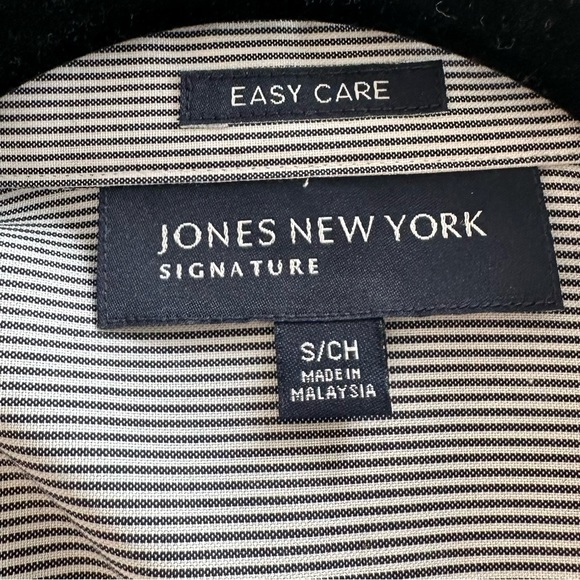 EASY CARE
JONES NEW YORK
SIGNATURE
S/CH
MADE IN
MALAYSIA